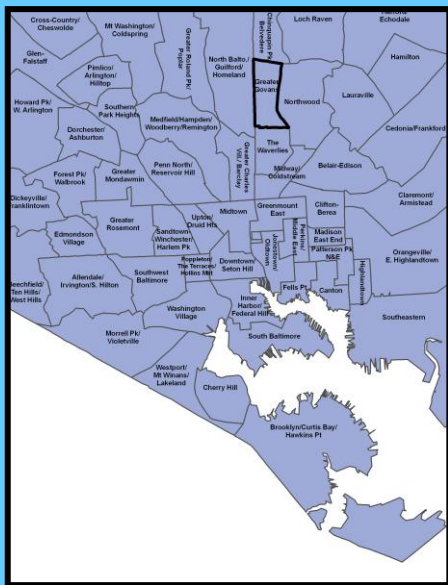 Cross-Country/
Cheswolde
Mt Washington/
Coldspring
Greater Roland Pk/
Poplar
Chinquapin Pk/
Belvedere
Loch Raven
Echodale
Glen-
Falstaff
Pimlico/
Arlington/
Hilltop
North Balto./
Guilford/
Homeland
Greater
Govans
Northwood
Hamilton
Lauraville
Howard Pk/
W. Arlington
Southern
Park Heights
Dorchester/
Ashburton
Medfield/Hampden/
Woodberry/Remington
Greater Charles
Vill./ Barclay
The
Waverlies
Cedonia/Frankford
Forest Pk/
Walbrook
Greater
Mondawmin
Penn North/
Reservoir Hill
Midway/
Coldstream
Belair-Edison
Claremont/
Armistead
Dickeyville/
Franklintown
Greater
Rosemont
Upton/
Druid Hts
Midtown
Greenmount
East
Clifton-
Berea
Edmondson
Village
Sandtown-
Winchester/
Harlem Pk
Jonestown/
Oldtown
Perkins/
Middle East
Madison
East End
Patterson Pk
N&E
Orangeville/
E. Highlandtown
Beechfield/
Ten Hills/
West Hills
Allendale/
Irvington/S. Hilton
Southwest
Baltimore
Poppleton/
The Terraces/
Hollins Mkt
Downtown/
Seton Hill
Fells Pt
Canton
Highlandtown
Washington
Village
Inner
Harbor/
Federal Hill
Southeastern
Morrell Pk/
Violetville
South Baltimore
Westport/
Mt Winans/
Lakeland
Cherry Hill
Brooklyn/Curtis Bay/
Hawkins Pt